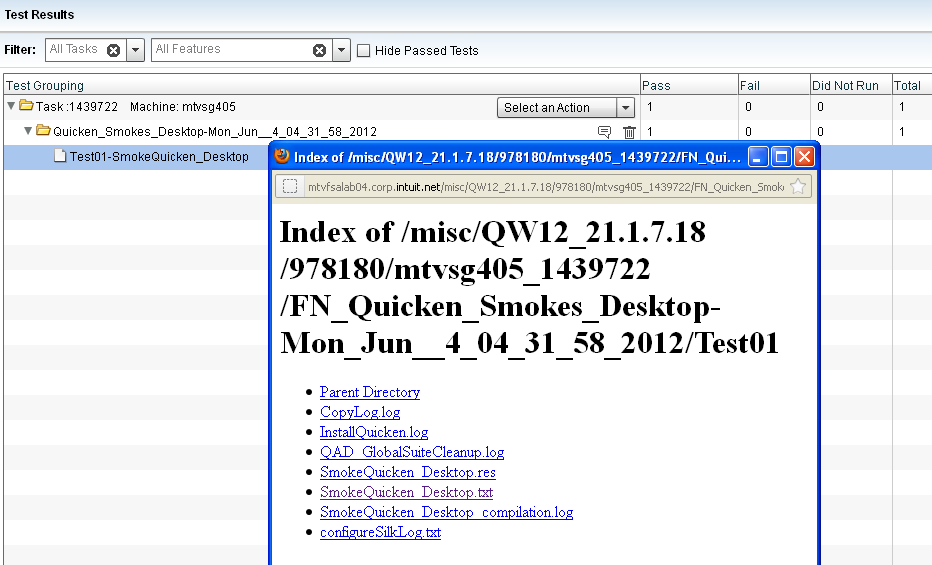 Test Results
Filter: All Tasks All Features Hide Passed Tests
Test Grouping Pass Fail Did Not Run Total
Task :1439722 Machine: mtvsg405 Select an Action 1 0 0 1
Quicken_Smokes_Desktop-Mon_Jun__4_04_31_58_2012 1 0 0 1
Test01-SmokeQuicken_Desktop
Index of /misc/QW12_21.1.7.18/978180/mtvsg405_1439722/FN_Qui...
mtvfsalab04.corp.intuit.net/misc/QW12_21.1.7.18/978180/mtvsg405_1439722/FN_Quicken_Smoke
Index of /misc/QW12_21.1.7.18
/978180/mtvsg405_1439722
/FN_Quicken_Smokes_Desktop-
Mon_Jun__4_04_31_58_2012/Test01
Parent Directory
CopyLog.log
InstallQuicken.log
QAD_GlobalSuiteCleanup.log
SmokeQuicken_Desktop.res
SmokeQuicken_Desktop.txt
SmokeQuicken_Desktop_compilation.log
configureSilkLog.txt